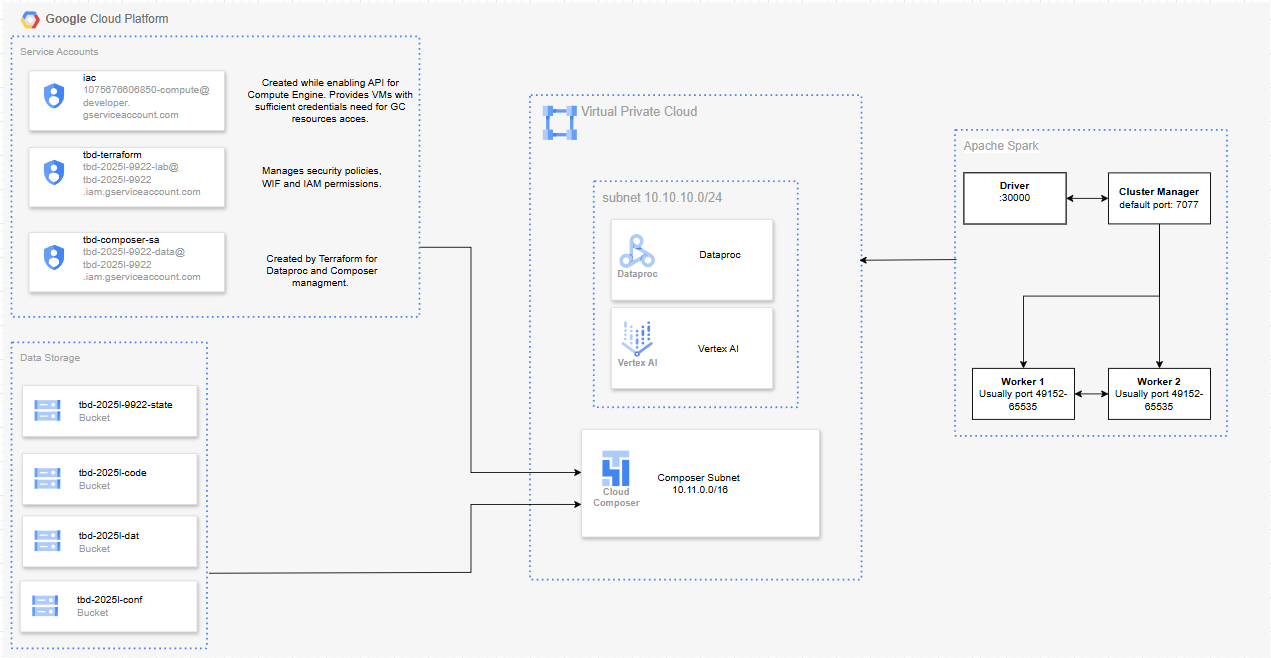 Google Cloud Platform
Service Accounts
iac
1075676606850-compute@
developer.
gserviceaccount.com
Created while enabling API for
Compute Engine. Provides VMs with
sufficient credentials need for GC
resources acces.
tbd-terraform
tbd-2025l-9922-lab@
tbd-2025l-9922
.iam.gserviceaccount.com
Manages security policies,
WIF and IAM permissions.
tbd-composer-sa
tbd-2025l-9922-data@
tbd-2025l-9922
.iam.gserviceaccount.com
Created by Terraform for
Dataproc and Composer
managment.
Data Storage
tbd-2025l-9922-state
Bucket
tbd-2025l-code
Bucket
tbd-2025l-dat
Bucket
tbd-2025l-conf
Bucket
Virtual Private Cloud
subnet 10.10.10.0/24
Dataproc
Dataproc
Vertex AI
Vertex AI
Cloud
Composer
Composer Subnet
10.11.0.0/16
Apache Spark
Driver
:30000
Cluster Manager
default port: 7077
Worker 1
Usually port 49152-
65535
Worker 2
Usually port 49152-
65535